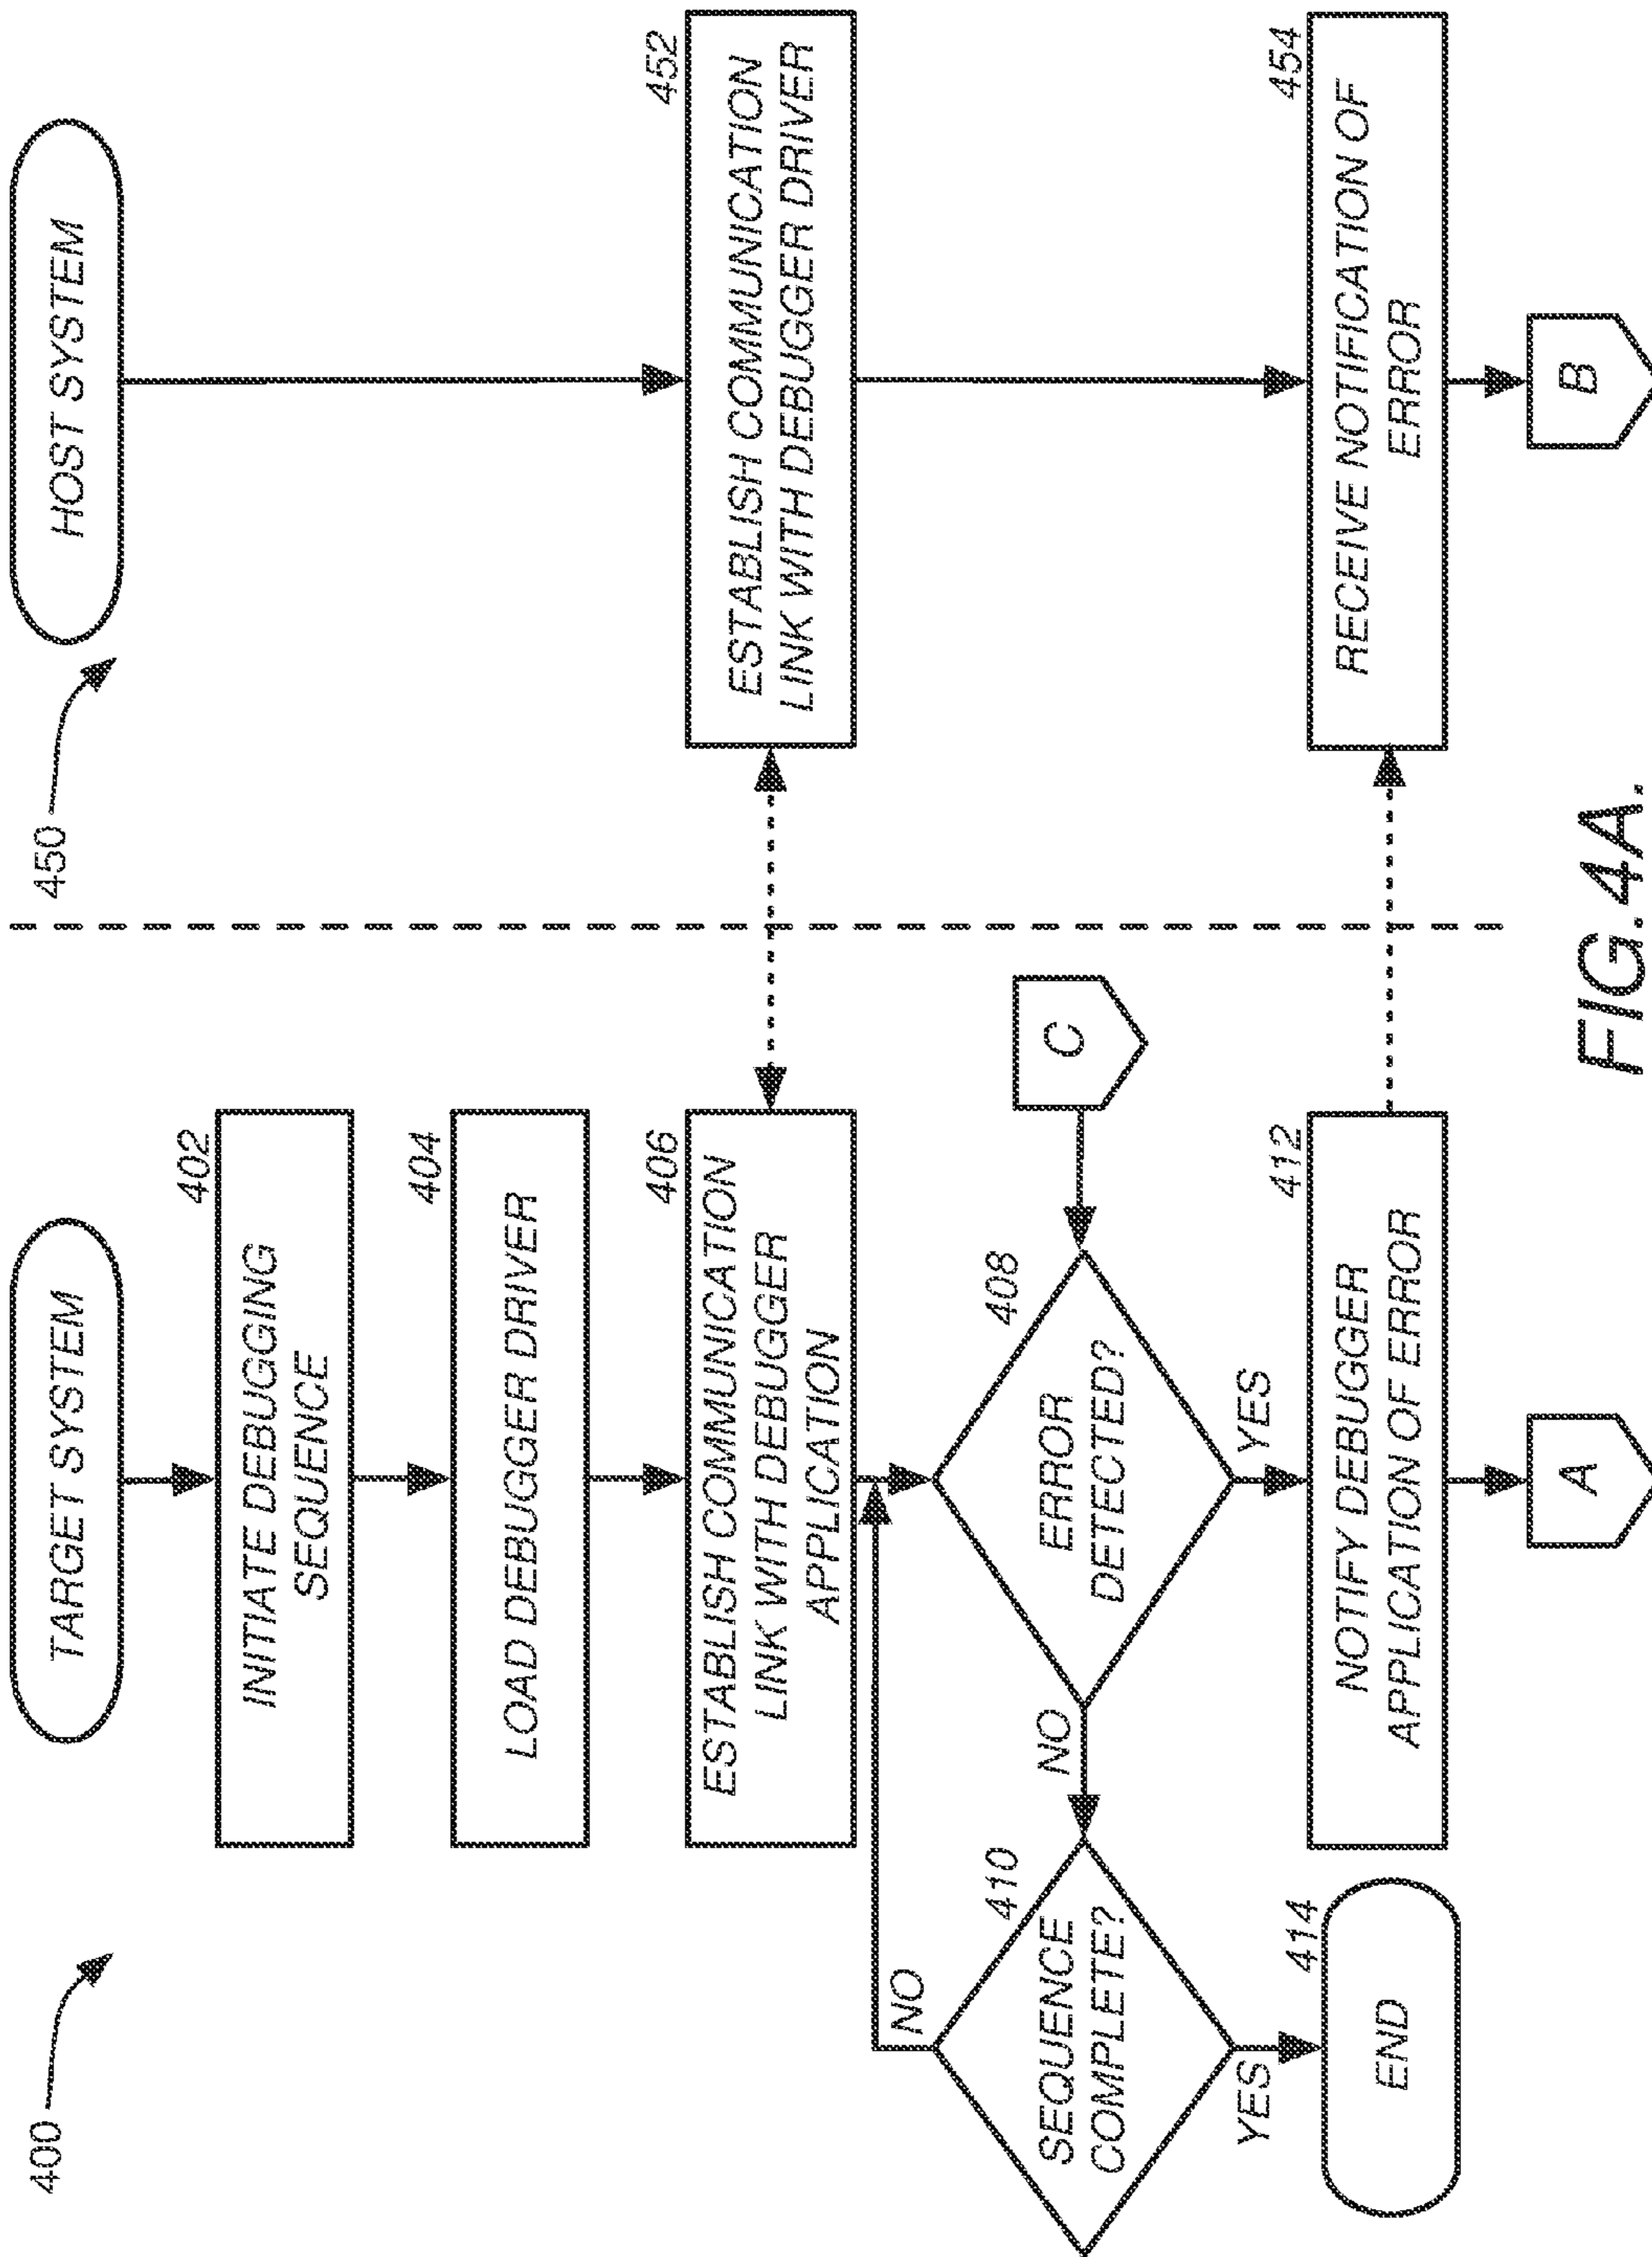 400
TARGET SYSTEM
402
INITIATE DEBUGGING
SEQUENCE
404
LOAD DEBUGGER DRIVER
406
ESTABLISH COMMUNICATION
LINK WITH DEBUGGER
APPLICATION
C
408
ERROR
DETECTED?
NO
YES
410
SEQUENCE
COMPLETE?
NO
YES
412
NOTIFY DEBUGGER
APPLICATION OF ERROR
414
END
A
450
HOST SYSTEM
452
ESTABLISH COMMUNICATION
LINK WITH DEBUGGER DRIVER
454
RECEIVE NOTIFICATION OF
ERROR
B
FIG.4A.